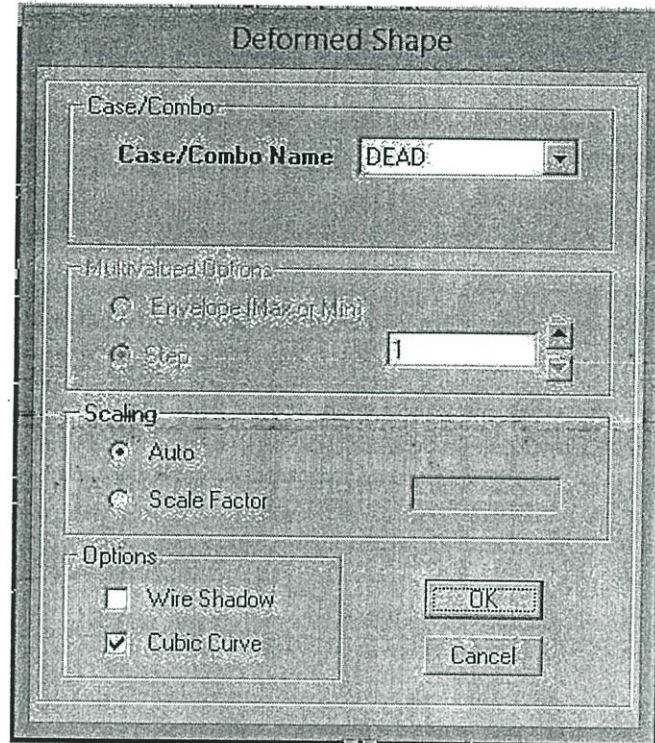 Deformed Shape
Case/Combo
Case/Combo Name DEAD
Multivalued Options
Envelope (Max or Min)
Step 1
Scaling
Auto
Scale Factor
Options
Wire Shadow
Cubic Curve
OK
Cancel